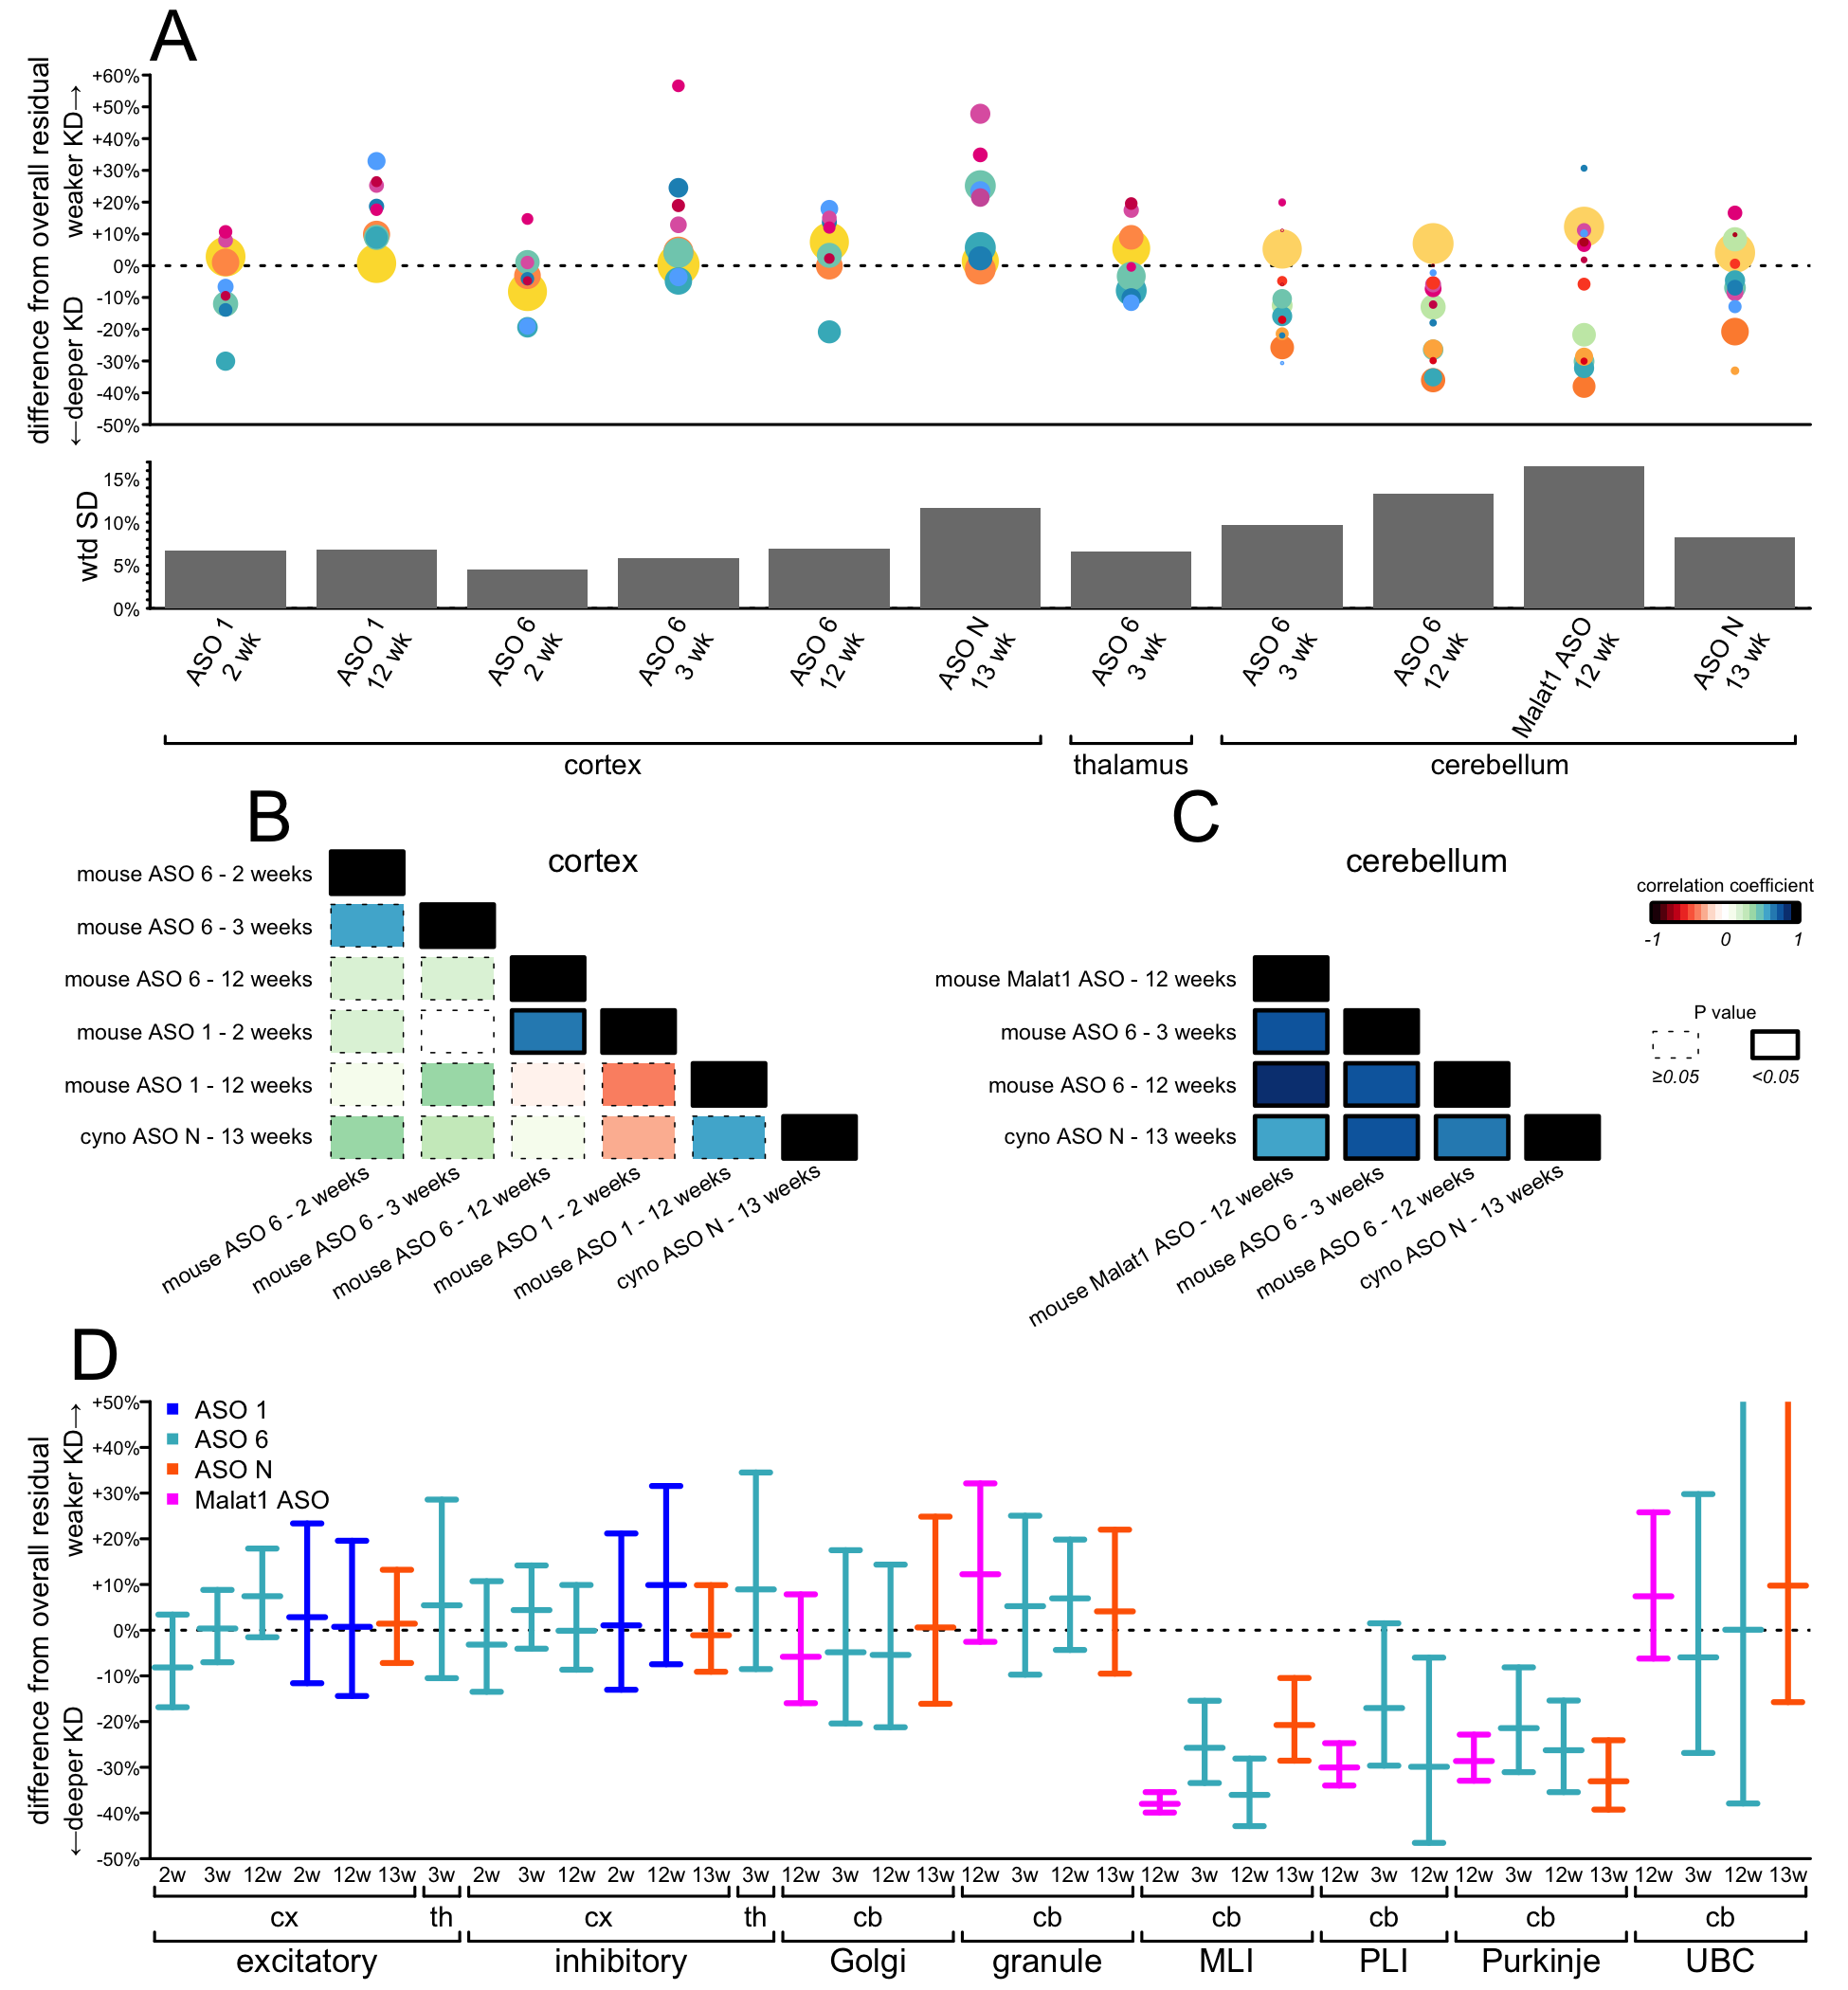 A
difference from overall residual
←deeper KD weaker KD→
+60%
+50%
+40%
+30%
+20%
+10%
0%
-10%
-20%
-30%
-40%
-50%
wtd SD
15%
10%
5%
0%
ASO 1
2 wk
ASO 1
12 wk
ASO 6
2 wk
ASO 6
3 wk
ASO 6
12 wk
ASO N
13 wk
ASO 6
3 wk
ASO 6
3 wk
ASO 6
12 wk
Malat1 ASO
12 wk
ASO N
13 wk
cortex thalamus cerebellum
B
cortex
mouse ASO 6 - 2 weeks
mouse ASO 6 - 3 weeks
mouse ASO 6 - 12 weeks
mouse ASO 1 - 2 weeks
mouse ASO 1 - 12 weeks
cyno ASO N - 13 weeks
mouse ASO 6 - 2 weeks
mouse ASO 6 - 3 weeks
mouse ASO 6 - 12 weeks
mouse ASO 1 - 2 weeks
mouse ASO 1 - 12 weeks
cyno ASO N - 13 weeks
C
cerebellum
mouse Malat1 ASO - 12 weeks
mouse ASO 6 - 3 weeks
mouse ASO 6 - 12 weeks
cyno ASO N - 13 weeks
mouse Malat1 ASO - 12 weeks
mouse ASO 6 - 3 weeks
mouse ASO 6 - 12 weeks
cyno ASO N - 13 weeks
correlation coefficient
-1 0 1
P value
≥0.05 <0.05
D
difference from overall residual
←deeper KD weaker KD→
+50%
+40%
+30%
+20%
+10%
0%
-10%
-20%
-30%
-40%
-50%
ASO 1
ASO 6
ASO N
Malat1 ASO
2w 3w 12w 2w 12w 13w 3w 2w 3w 12w 2w 12w 13w 3w 12w 3w 12w 13w 12w 3w 12w 13w 12w 3w 12w 13w 12w 3w 12w 12w 3w 12w 13w 12w 3w 12w 13w
cx th cx th cb cb cb cb cb cb
excitatory inhibitory Golgi granule MLI PLI Purkinje UBC